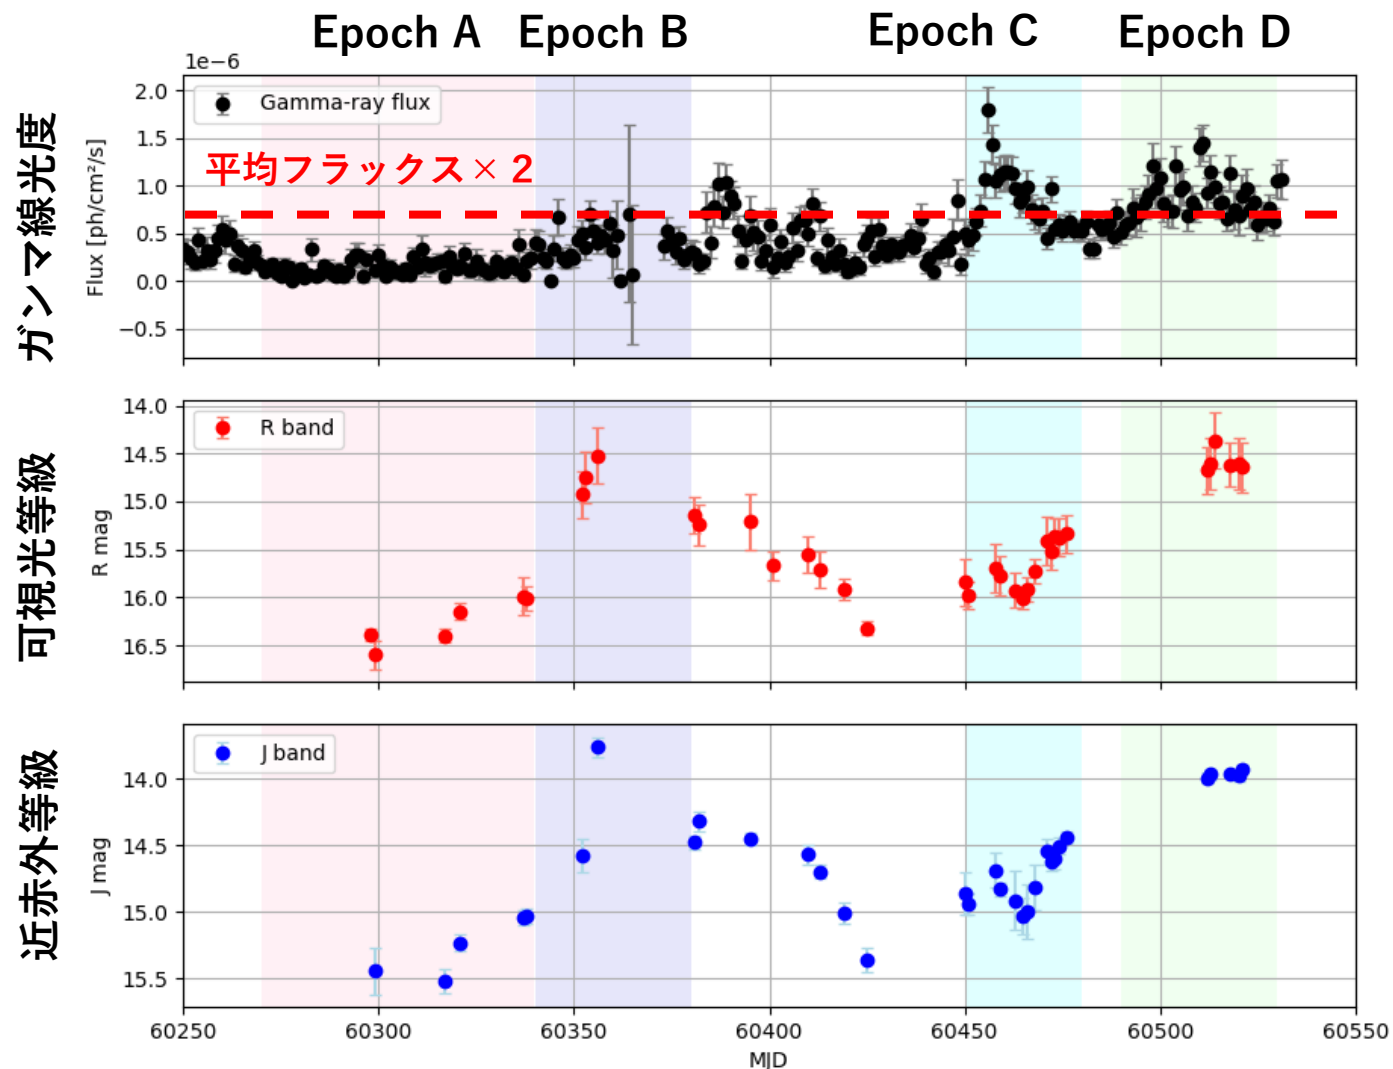 Epoch A Epoch B Epoch C Epoch D
1e−6
ガンマ線光度
Flux [ph/cm²/s]
2.0
1.5
1.0
0.5
0.0
−0.5
Gamma-ray flux
平均フラックス× 2
可視光等級
R mag
14.0
14.5
15.0
15.5
16.0
16.5
R band
近赤外等級
J mag
14.0
14.5
15.0
15.5
J band
60250 60300 60350 60400 60450 60500 60550
MJD